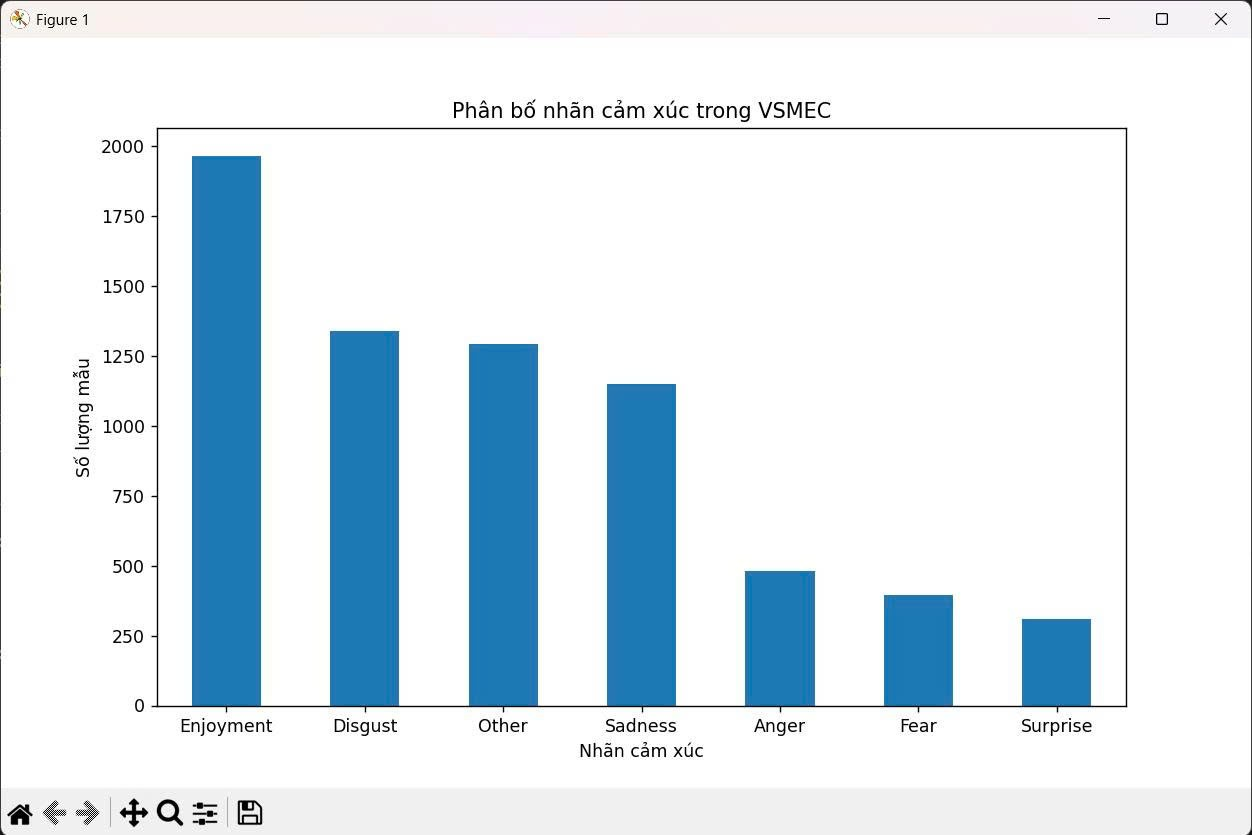 Figure 1
Phân bố nhãn cảm xúc trong VSMEC
2000
1750
1500
1250
1000
750
500
250
0
Số lượng mẫu
Enjoyment Disgust Other Sadness Anger Fear Surprise
Nhãn cảm xúc